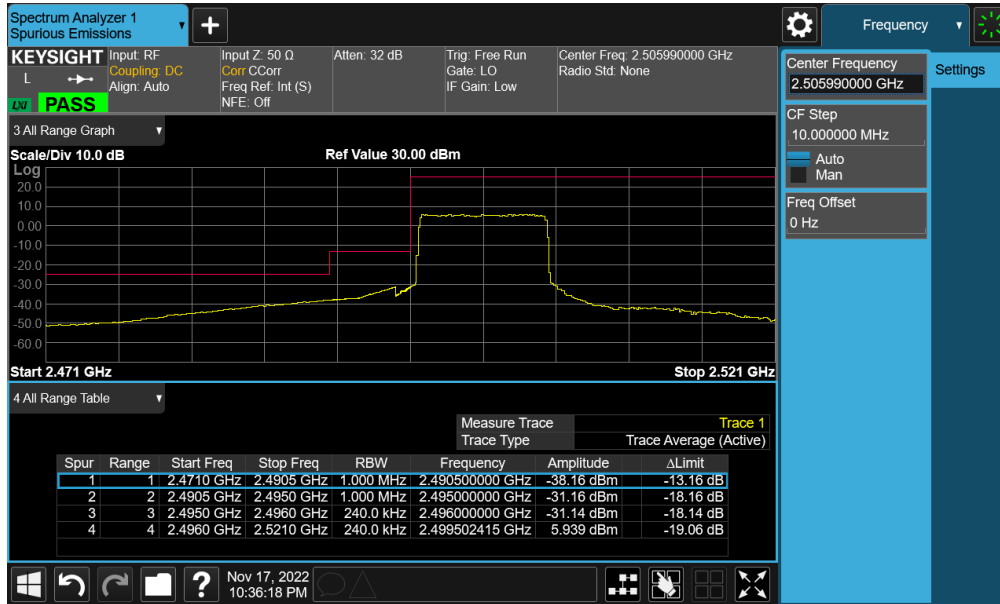 Spectrum Analyzer 1
Spurious Emissions
Frequency
KEYSIGHT
L
LXI
PASS
Input: RF
Coupling: DC
Align: Auto
Input Z: 50 Ω
Corr CCorr
Freq Ref: Int (S)
NFE: Off
Atten: 32 dB
Trig: Free Run
Gate: LO
IF Gain: Low
Center Freq: 2.505990000 GHz
Radio Std: None
Center Frequency
2.505990000 GHz
Settings
CF Step
10.000000 MHz
Auto
Man
Freq Offset
0 Hz
3 All Range Graph
Scale/Div 10.0 dB
Ref Value 30.00 dBm
Log
20.0
10.0
0.00
-10.0
-20.0
-30.0
-40.0
-50.0
-60.0
Start 2.471 GHz
Stop 2.521 GHz
4 All Range Table
Measure Trace Trace 1
Trace Type Trace Average (Active)
Spur Range Start Freq Stop Freq RBW Frequency Amplitude ΔLimit
1 1 2.4710 GHz 2.4905 GHz 1.000 MHz 2.490500000 GHz -38.16 dBm -13.16 dB
2 2 2.4905 GHz 2.4950 GHz 1.000 MHz 2.495000000 GHz -31.16 dBm -18.16 dB
3 3 2.4950 GHz 2.4960 GHz 240.0 kHz 2.496000000 GHz -31.14 dBm -18.14 dB
4 4 2.4960 GHz 2.5210 GHz 240.0 kHz 2.499502415 GHz 5.939 dBm -19.06 dB
?
Nov 17, 2022
10:36:18 PM